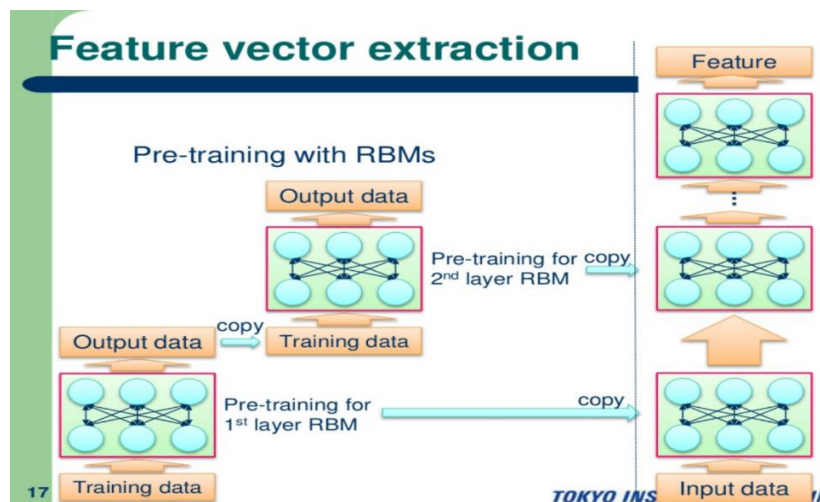 Feature vector extraction
Pre-training with RBMs
Output data
Pre-training for
2nd layer RBM
copy
Output data
copy
Training data
Pre-training for
1st layer RBM
copy
Training data
17
Feature
...
Input data
TOKYO INS